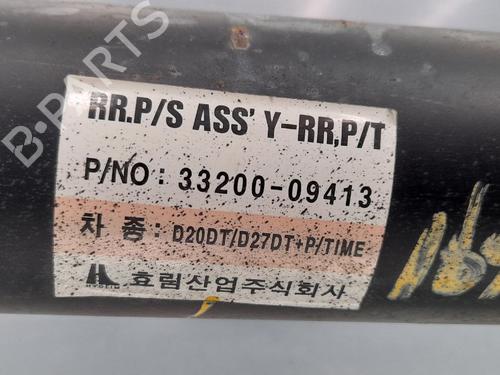 B-PARTS
RR.P/S ASS' Y-RR,P/T
P/NO : 33200-09413
차 종 : D20DT/D27DT+P/TIME
효림산업주식회사